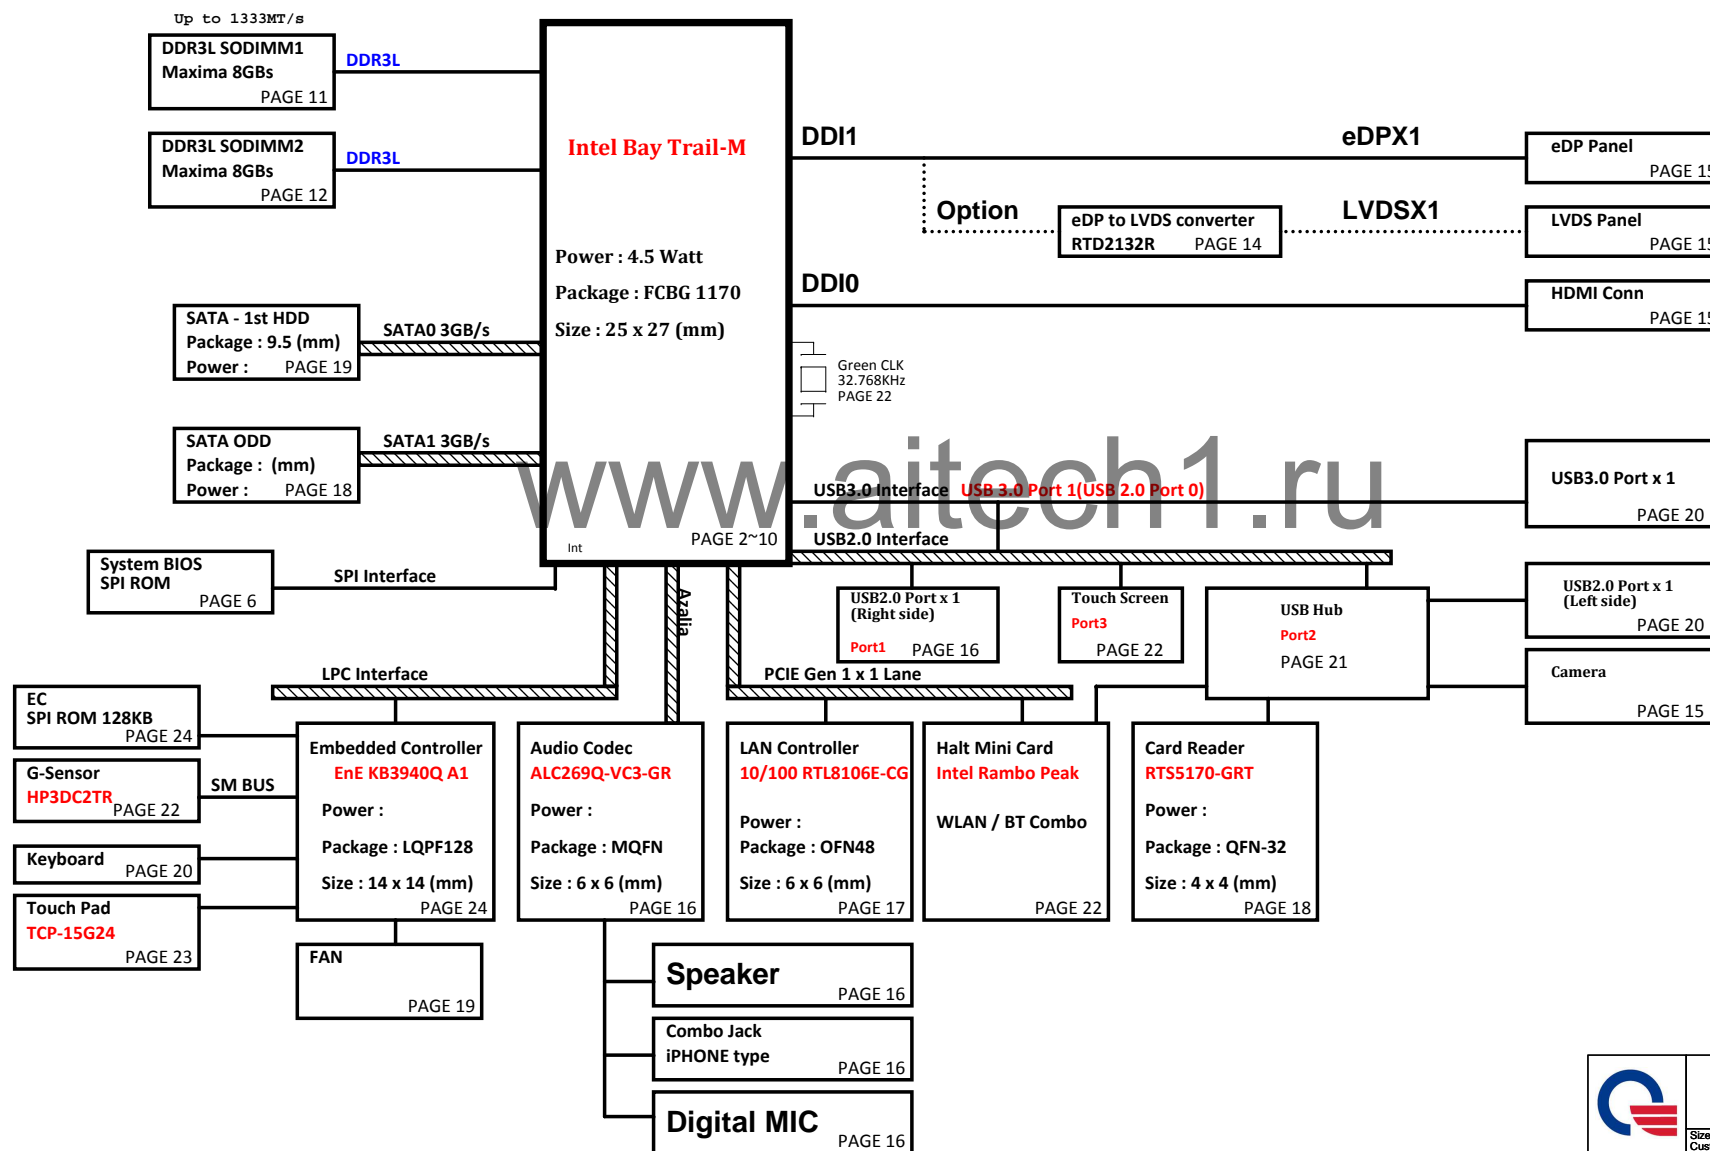 Up to 1333MT/s
DDR3L SODIMM1
Maxima 8GBs
PAGE 11
DDR3L
DDR3L SODIMM2
Maxima 8GBs
PAGE 12
DDR3L
Intel Bay Trail-M
Power : 4.5 Watt
Package : FCBG 1170
Size : 25 x 27 (mm)
Int
PAGE 2~10
DDI1
eDPX1
eDP Panel
PAGE 15
Option
eDP to LVDS converter
RTD2132R PAGE 14
LVDSX1
LVDS Panel
PAGE 15
DDI0
HDMI Conn
PAGE 15
SATA - 1st HDD
Package : 9.5 (mm)
Power : PAGE 19
SATA0 3GB/s
Green CLK
32.768KHz
PAGE 22
SATA ODD
Package : (mm)
Power : PAGE 18
SATA1 3GB/s
www.aitech1.ru
USB3.0 Interface USB 3.0 Port 1(USB 2.0 Port 0)
USB3.0 Port x 1
PAGE 20
USB2.0 Interface
System BIOS
SPI ROM
PAGE 6
SPI Interface
Azalia
USB2.0 Port x 1
(Right side)
Port1 PAGE 16
Touch Screen
Port3
PAGE 22
USB Hub
Port2
PAGE 21
USB2.0 Port x 1
(Left side)
PAGE 20
Camera
PAGE 15
LPC Interface
PCIE Gen 1 x 1 Lane
EC
SPI ROM 128KB
PAGE 24
G-Sensor
HP3DC2TR
PAGE 22
SM BUS
Keyboard
PAGE 20
Touch Pad
TCP-15G24
PAGE 23
Embedded Controller
EnE KB3940Q A1
Power :
Package : LQPF128
Size : 14 x 14 (mm)
PAGE 24
Audio Codec
ALC269Q-VC3-GR
Power :
Package : MQFN
Size : 6 x 6 (mm)
PAGE 16
LAN Controller
10/100 RTL8106E-CG
Power :
Package : OFN48
Size : 6 x 6 (mm)
PAGE 17
Halt Mini Card
Intel Rambo Peak
WLAN / BT Combo
PAGE 22
Card Reader
RTS5170-GRT
Power :
Package : QFN-32
Size : 4 x 4 (mm)
PAGE 18
FAN
PAGE 19
Speaker
PAGE 16
Combo Jack
iPHONE type
PAGE 16
Digital MIC
PAGE 16
Size
Cus